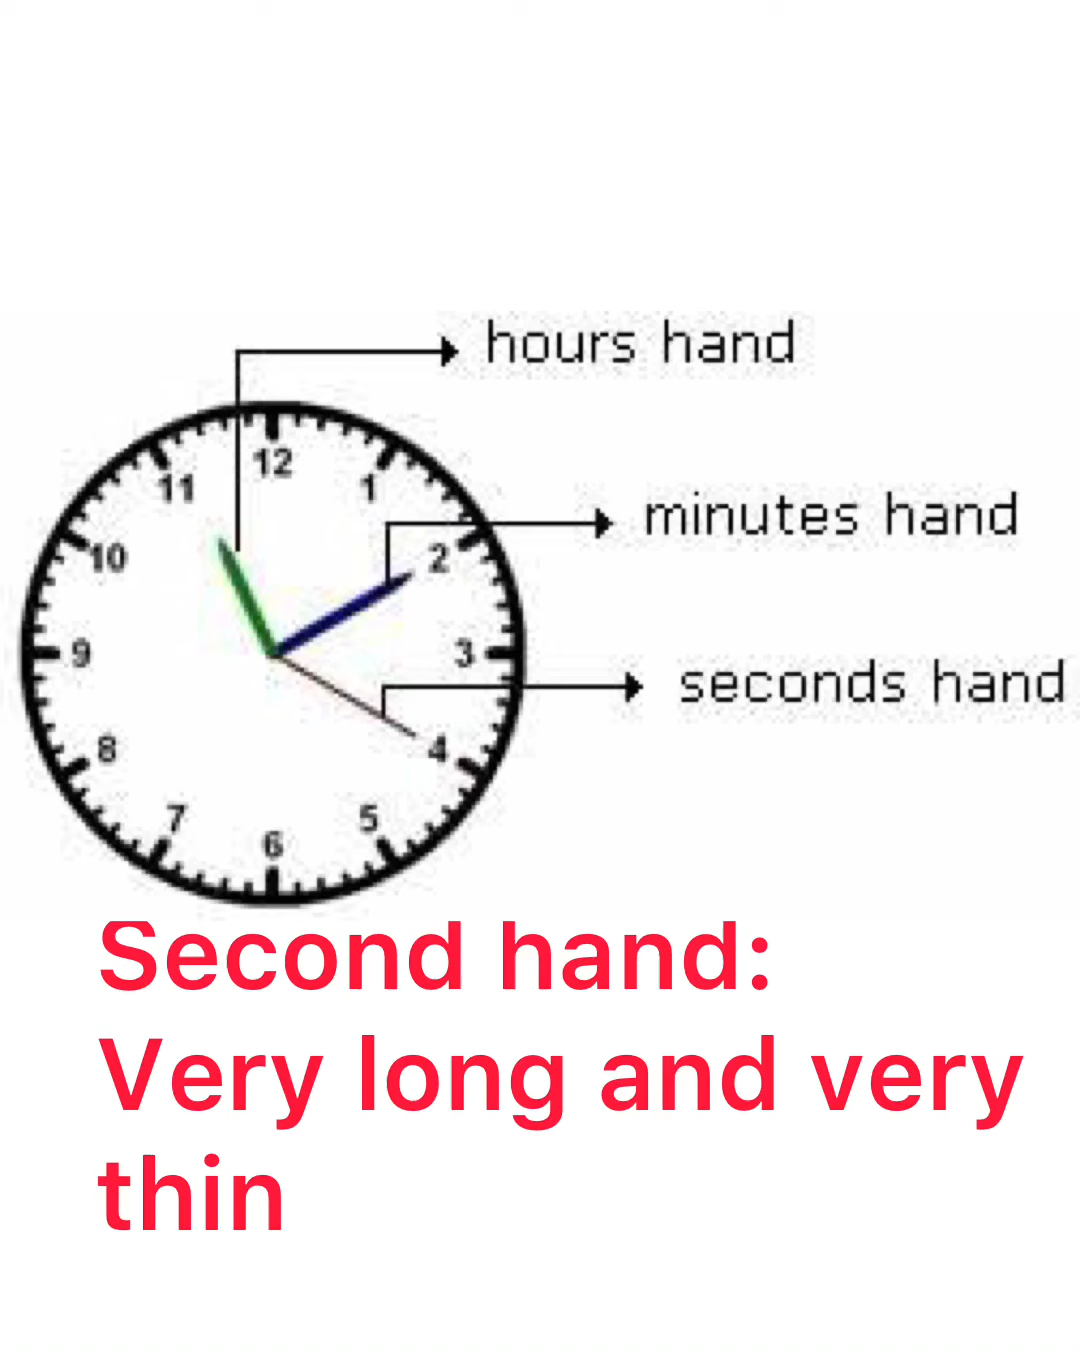 hours hand
12
11
1
minutes hand
10
2
9
3
seconds hand
8
4
7
5
6
Second hand:
Very long and very
thin